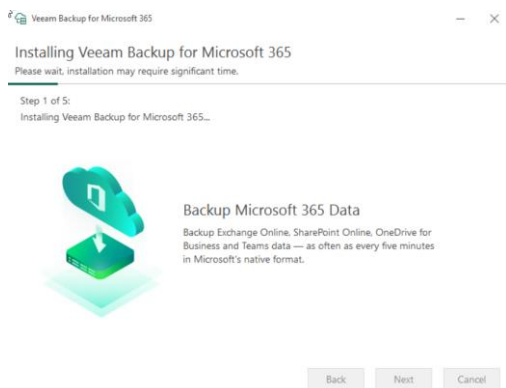 Veeam Backup for Microsoft 365
Installing Veeam Backup for Microsoft 365
Please wait, installation may require significant time.
Step 1 of 5:
Installing Veeam Backup for Microsoft 365...
Backup Microsoft 365 Data
Backup Exchange Online, SharePoint Online, OneDrive for
Business and Teams data — as often as every five minutes
in Microsoft's native format.
Back Next Cancel